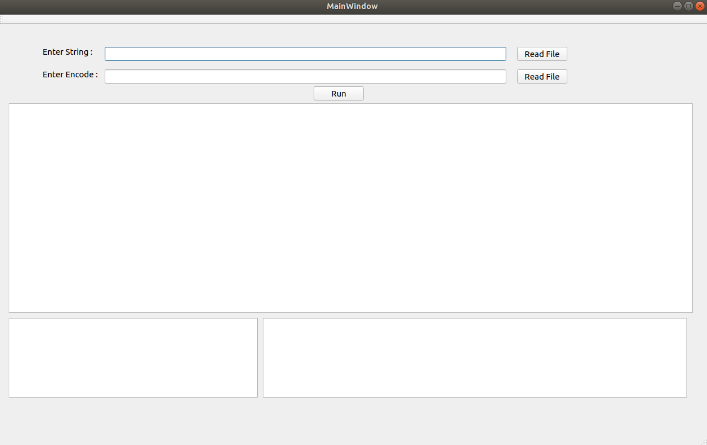 MainWindow
Enter String : Read File
Enter Encode : Read File
Run